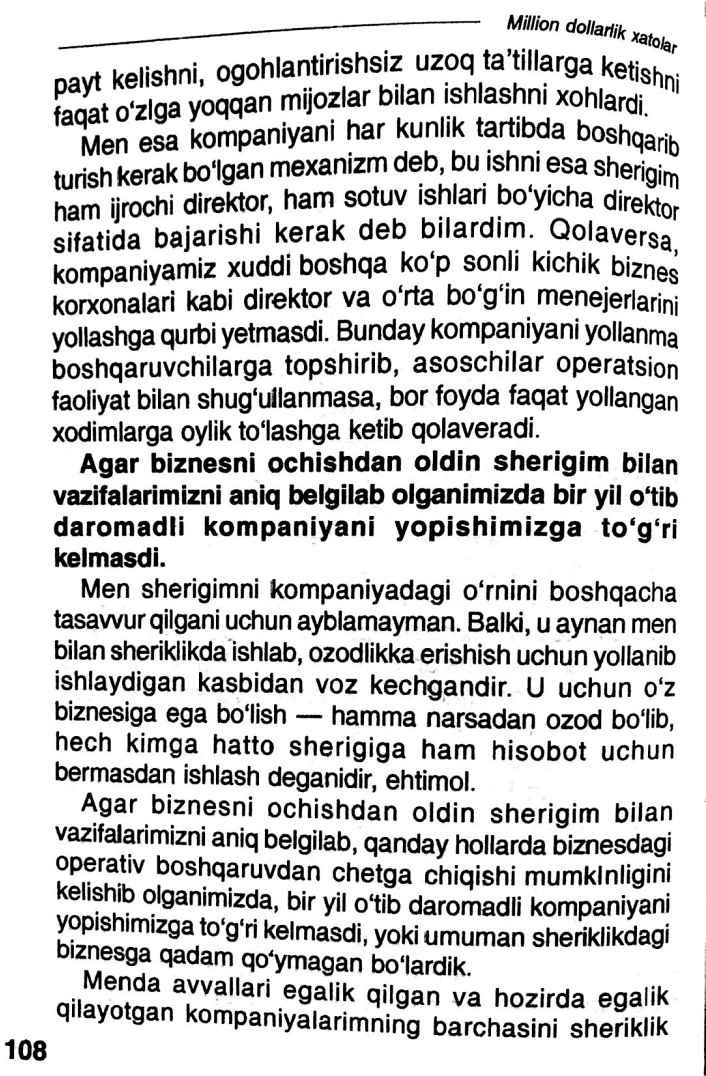 Million dollarlik xatolar
payt kelishni, ogohlantirishsiz uzoq ta'tillarga ketishni
faqat o‘zlga yoqqan mijozlar bilan ishlashni xohlardi.
Men esa kompaniyani har kunlik tartibda boshqarib
turish kerak bo‘lgan mexanizm deb, bu ishni esa sherigim
ham ijrochi direktor, ham sotuv ishlari bo‘yicha direktor
sifatida bajarishi kerak deb bilardim. Qolaversa,
kompaniyamiz xuddi boshqa ko‘p sonli kichik biznes
korxonalari kabi direktor va o‘rta bo‘g‘in menejerlarini
yollashga qurbi yetmasdi. Bunday kompaniyani yollanma
boshqaruvchilarga topshirib, asoschilar operatsion
faoliyat bilan shug‘ullanmasa, bor foyda faqat yollangan
xodimlarga oylik to‘lashga ketib qolaveradi.
Agar biznesni ochishdan oldin sherigim bilan
vazifalarimizni aniq belgilab olganimizda bir yil o‘tib
daromadli kompaniyani yopishimizga to‘g‘ri
kelmasdi.
Men sherigimni kompaniyadagi o‘rnini boshqacha
tasavvur qilgani uchun ayblamayman. Balki, u aynan men
bilan sheriklikda ishlab, ozodlikka erishish uchun yollanib
ishlaydigan kasbidan voz kechgandir. U uchun o‘z
biznesiga ega bo‘lish — hamma narsadan ozod bo‘lib,
hech kimga hatto sherigiga ham hisobot uchun
bermasdan ishlash deganidir, ehtimol.
Agar biznesni ochishdan oldin sherigim bilan
vazifalarimizni aniq belgilab, qanday hollarda biznesdagi
operativ boshqaruvdan chetga chiqishi mumkInligini
kelishib olganimizda, bir yil o‘tib daromadli kompaniyani
yopishimizga to‘g‘ri kelmasdi, yoki umuman sheriklikdagi
biznesga qadam qo‘ymagan bo‘lardik.
Menda avvallari egalik qilgan va hozirda egalik
qilayotgan kompaniyalarimning barchasini sheriklik
108